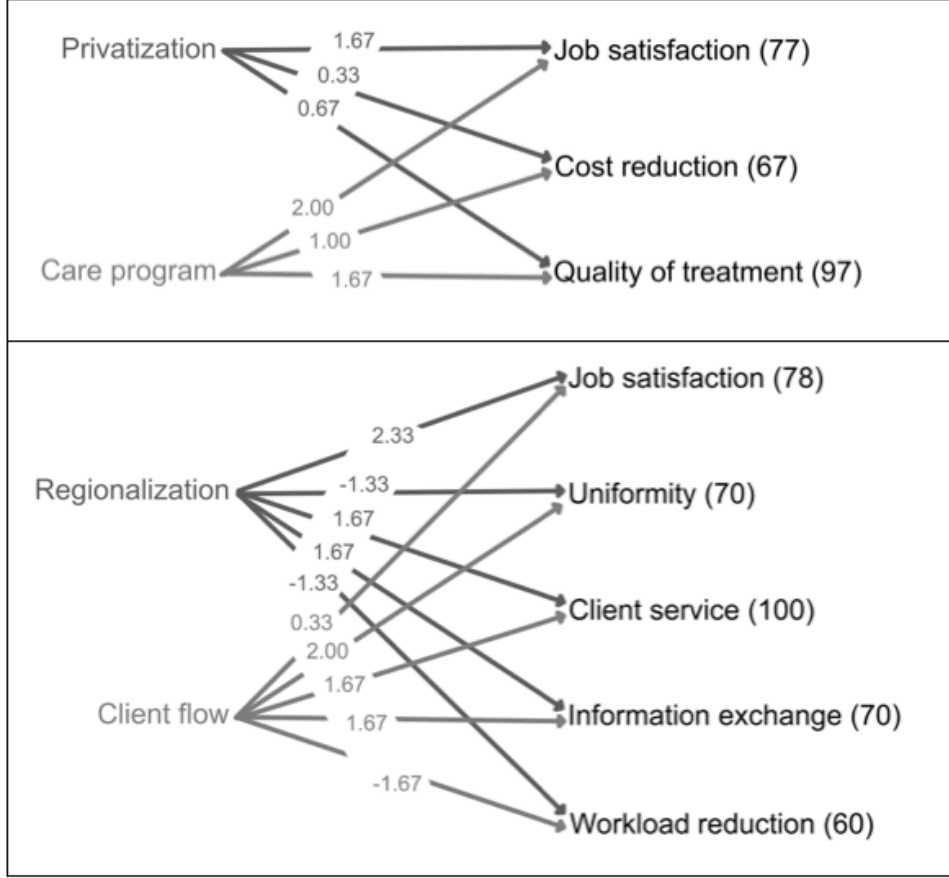 Privatization
1.67
Job satisfaction (77)
0.33
0.67
Cost reduction (67)
2.00
1.00
Care program
1.67
Quality of treatment (97)
Job satisfaction (78)
2.33
Regionalization
-1.33
Uniformity (70)
1.67
1.67
-1.33
Client service (100)
0.33
2.00
1.67
Client flow
1.67
Information exchange (70)
-1.67
Workload reduction (60)